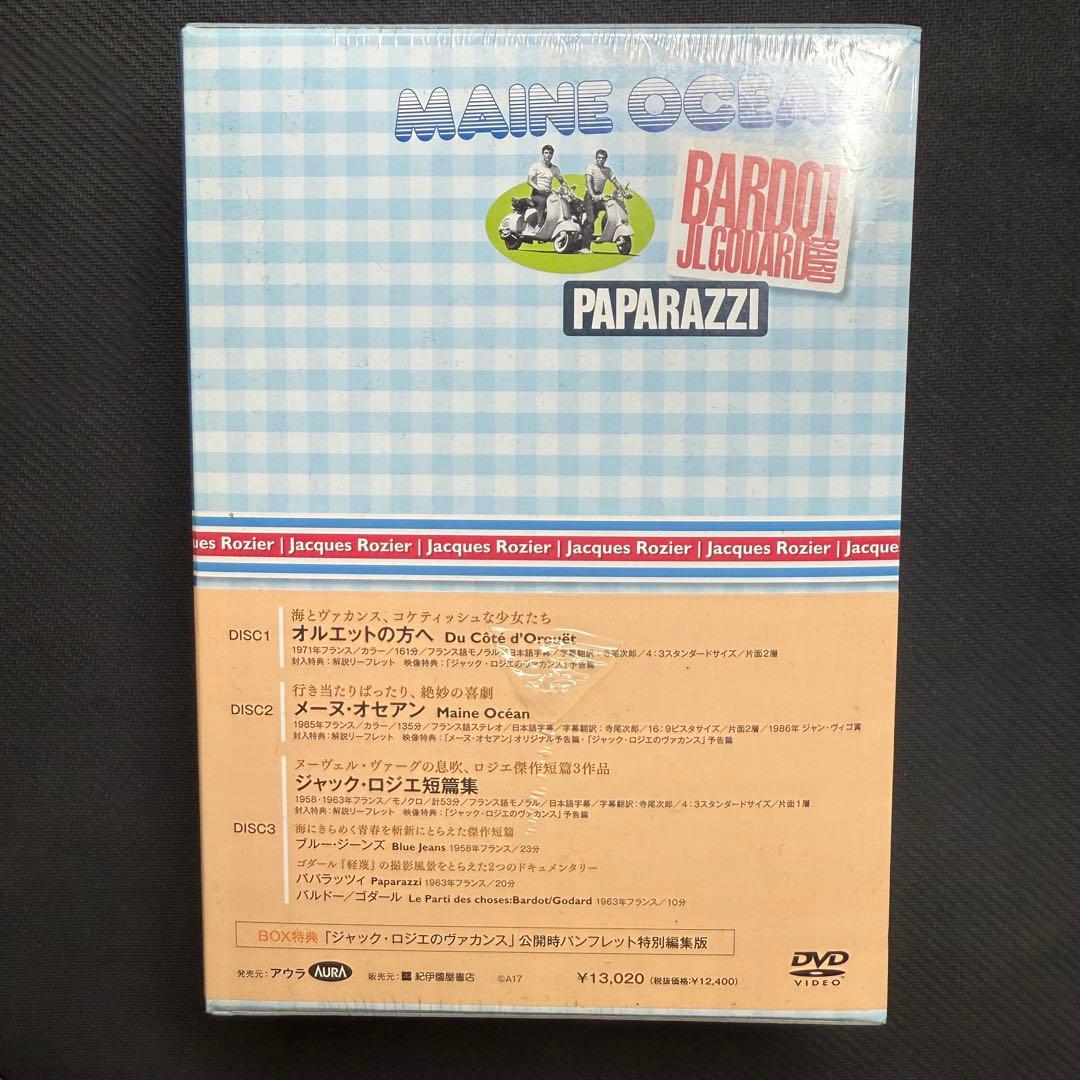 MAINE OCEAN
BARDOT
JL GODARD
BARD
PAPARAZZI
ues Rozier | Jacques Rozier | Jacques Rozier | Jacques Rozier | Jacques Rozier | Jacque
海とヴァカンス、コケティッシュな少女たち
DISC1 オルエットの方へ Du Côté d'Orouët
1971年フランス/カラー/161分/フランス語モノラル/日本語字幕/字幕翻訳:寺尾次郎/4:3スタンダードサイズ/片面2層
封入特典:解説リーフレット 映像特典:「ジャック・ロジエのヴァカンス」予告篇
行き当たりばったり、絶妙の喜劇
DISC2 メーヌ・オセアン Maine Océan
1985年フランス/カラー/135分/フランス語ステレオ/日本語字幕/字幕翻訳:寺尾次郎/16:9ビスタサイズ/片面2層/1986年 ジャン・ヴィゴ賞
封入特典:解説リーフレット 映像特典:「メーヌ・オセアン」オリジナル予告篇・「ジャック・ロジエのヴァカンス」予告篇
ヌーヴェル・ヴァーグの息吹、ロジエ傑作短篇3作品
ジャック・ロジエ短篇集
1958・1963年フランス/モノクロ/計53分/フランス語モノラル/日本語字幕/字幕翻訳:寺尾次郎/4:3スタンダードサイズ/片面1層
封入特典:解説リーフレット 映像特典:「ジャック・ロジエのヴァカンス」予告篇
DISC3 海にきらめく青春を斬新にとらえた傑作短篇
ブルー・ジーンズ Blue Jeans 1958年フランス/23分
ゴダール『軽蔑』の撮影風景をとらえた2つのドキュメンタリー
パパラッツィ Paparazzi 1963年フランス/20分
バルドー/ゴダール Le Parti des choses:Bardot/Godard 1963年フランス/10分
BOX特典 「ジャック・ロジエのヴァカンス」公開時パンフレット特別編集版
発売元:アウラ AURA 販売元: 紀伊國屋書店 ©A17 ¥13,020 (税抜価格:¥12,400)
DVD
VIDEO